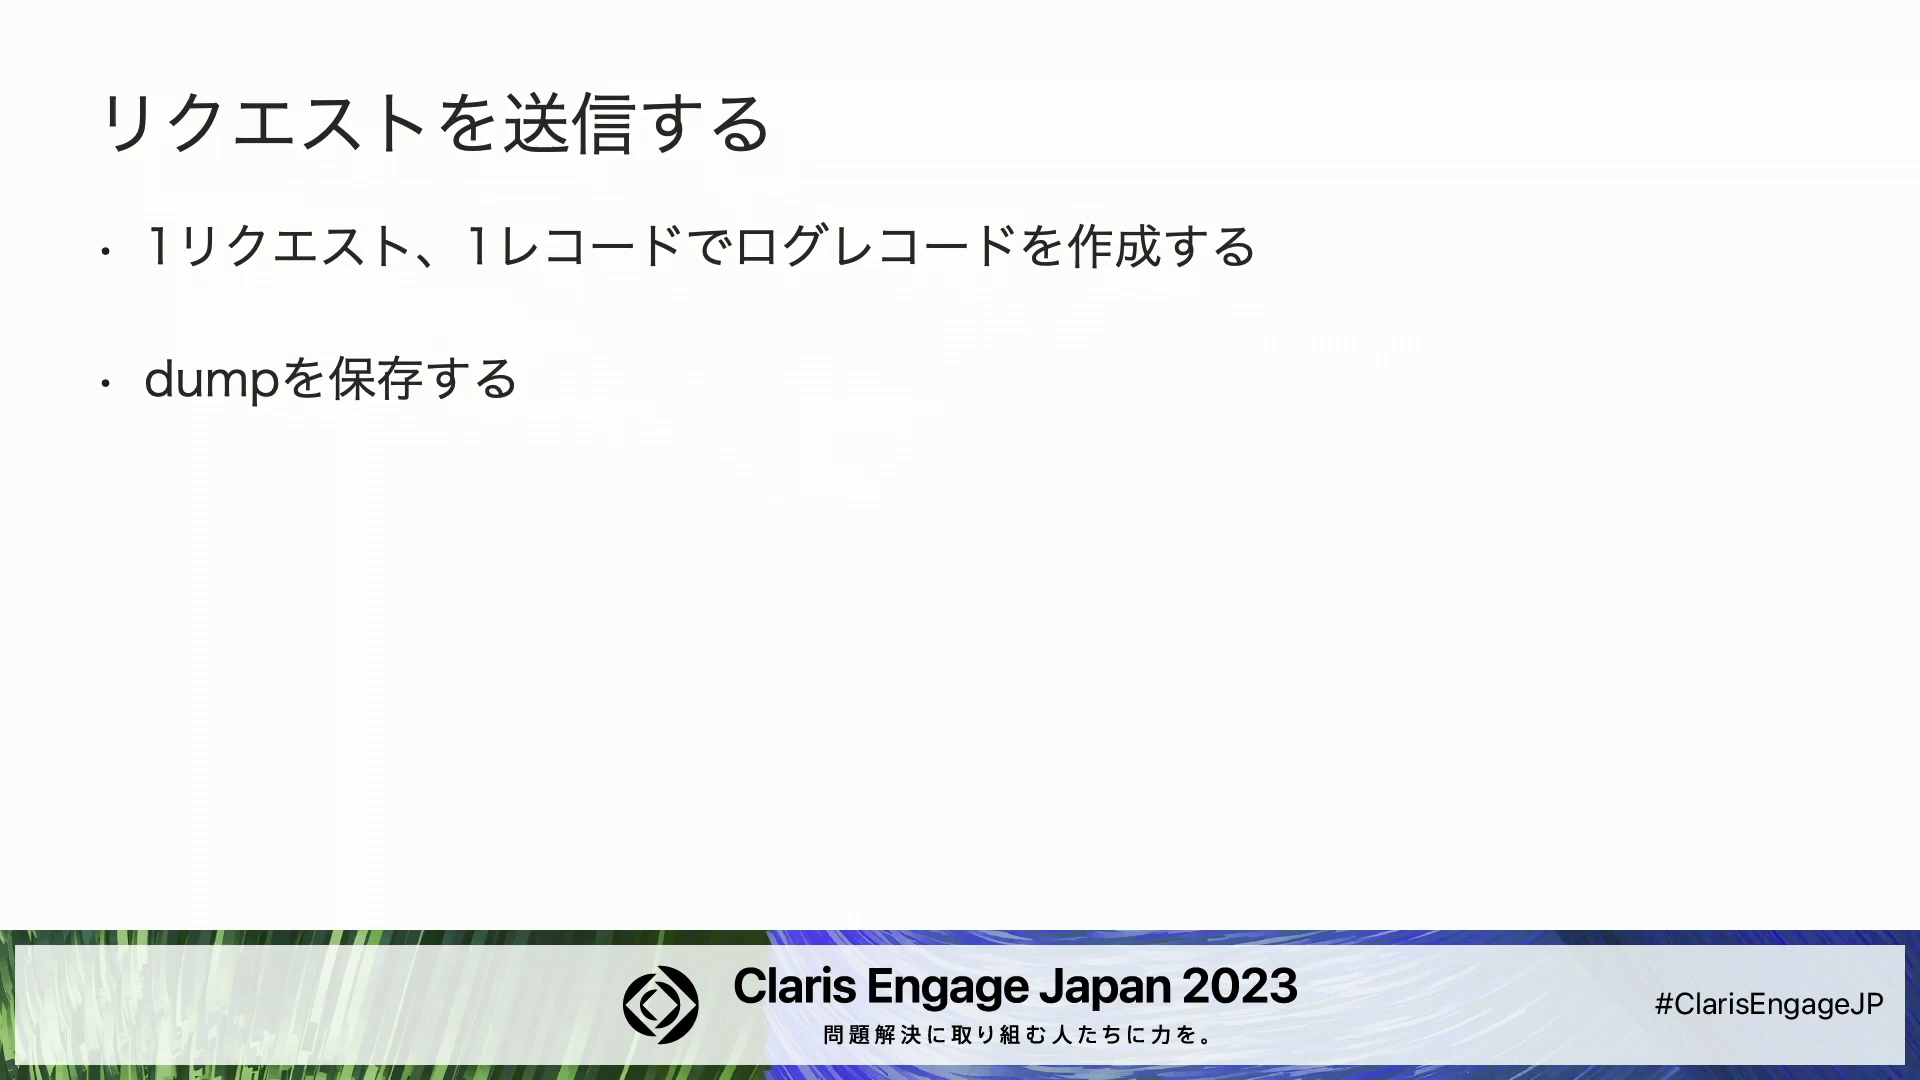 リクエストを送信する
• 1リクエスト、1レコードでログレコードを作成する
• dumpを保存する
Claris Engage Japan 2023
問題解決に取り組む人たちに力を。
#ClarisEngageJP